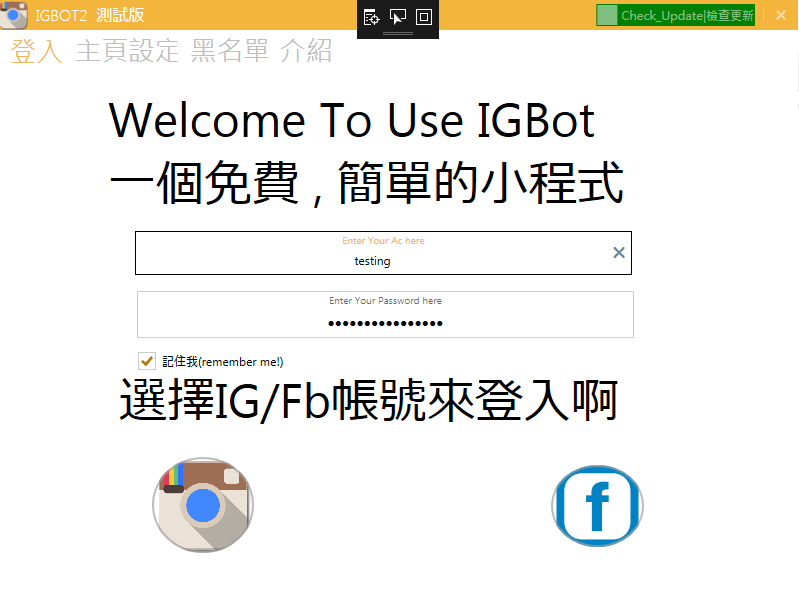 IGBOT2 測試版
Check_Update|檢查更新
登入 主頁設定 黑名單 介紹
Welcome To Use IGBot
一個免費 , 簡單的小程式
Enter Your Ac here
testing
Enter Your Password here
••••••••••••••••
記住我(remember me!)
選擇IG/Fb帳號來登入啊
f